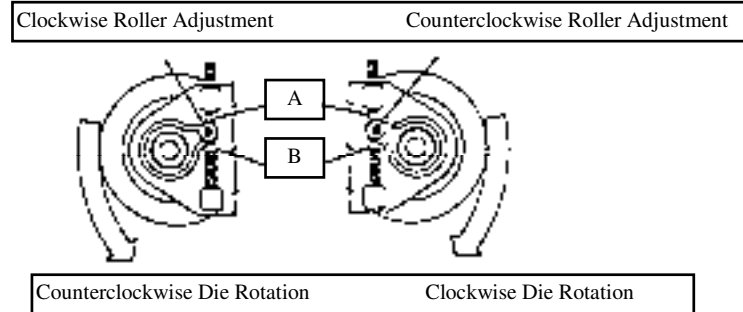 Clockwise Roller Adjustment Counterclockwise Roller Adjustment
A
B
Counterclockwise Die Rotation Clockwise Die Rotation